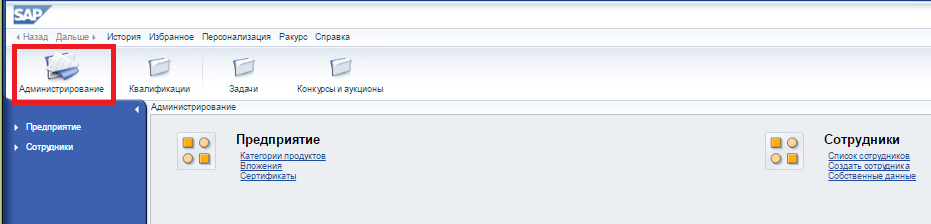 SAP
Назад Дальше История Избранное Персонализация Ракурс Справка
Администрирование Квалификации Задачи Конкурсы и аукционы
Администрирование
Предприятие
Сотрудники
Предприятие
Категории продуктов
Вложения
Сертификаты
Сотрудники
Список сотрудников
Создать сотрудника
Собственные данные